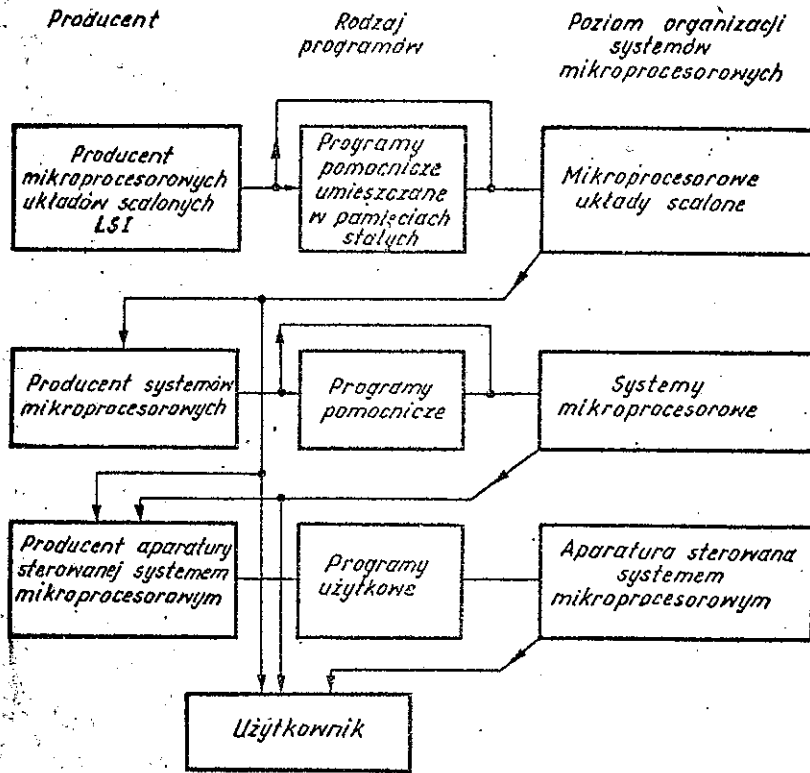 Producent
Rodzaj
programów
Poziom organizacji
systemów
mikroprocesorowych
Producent
mikroprocesorowych
układów scalonych
LSI
Programy
pomocnicze
umieszczane
w pamięciach
stałych
Mikroprocesorowe
układy scalone
Producent systemów
mikroprocesorowych
Programy
pomocnicze
Systemy
mikroprocesorowe
Producent aparatury
sterowanej systemem
mikroprocesorowym
Programy
użytkowe
Aparatura sterowana
systemem
mikroprocesorowym
Użytkownik